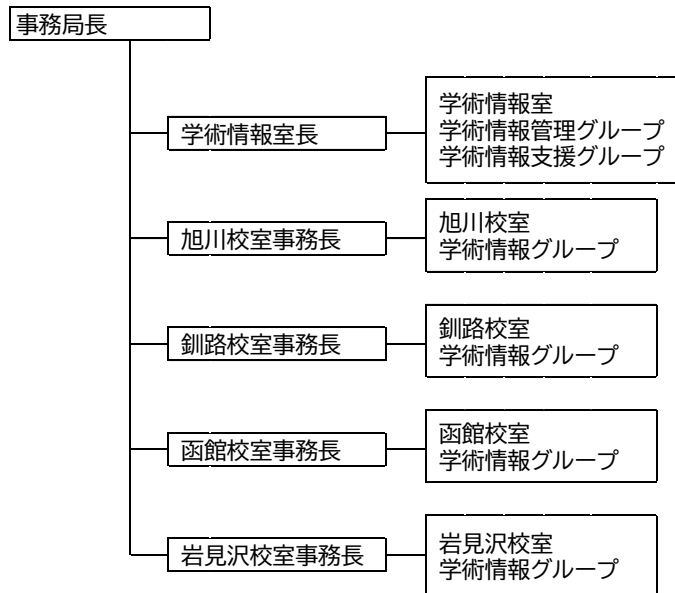 事務局長
学術情報室長
学術情報室
学術情報管理グループ
学術情報支援グループ
旭川校室事務長
旭川校室
学術情報グループ
釧路校室事務長
釧路校室
学術情報グループ
函館校室事務長
函館校室
学術情報グループ
岩見沢校室事務長
岩見沢校室
学術情報グループ